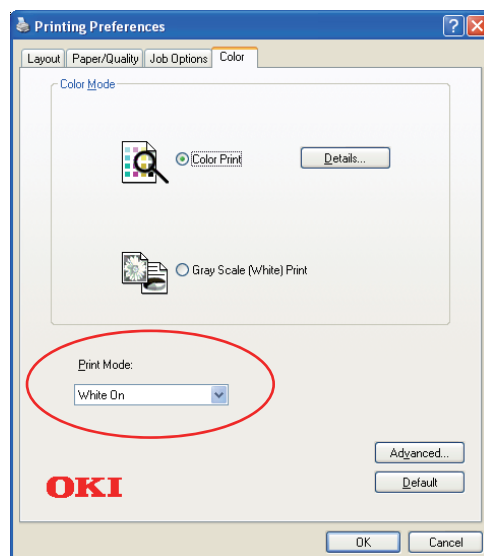 Printing Preferences
Layout Paper/Quality Job Options Color
Color Mode
Color Print Details...
Gray Scale (White) Print
Print Mode:
White On
Advanced...
OKI Default
OK Cancel